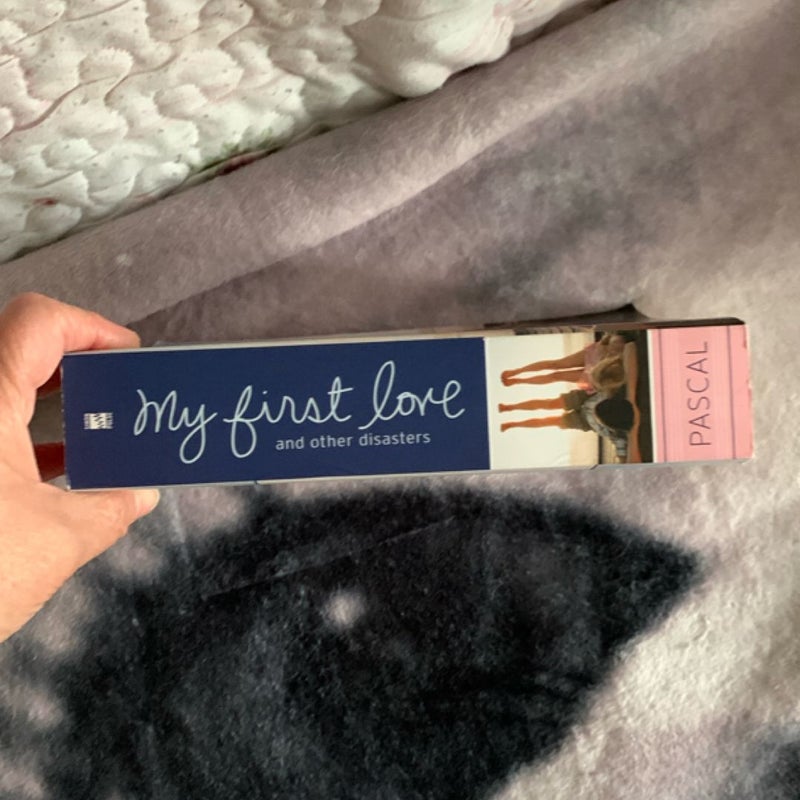 My first love
and other disasters
PASCAL